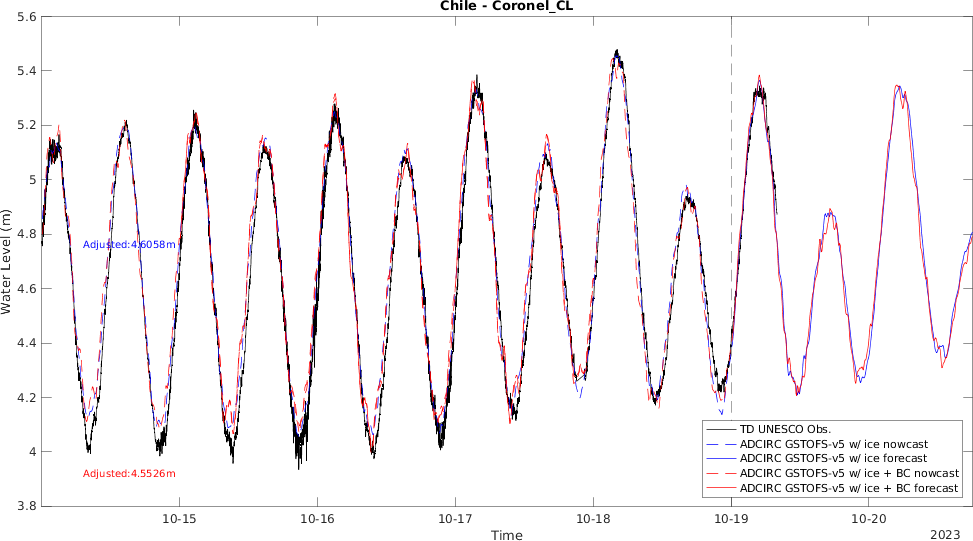 Chile - Coronel_CL
5.6
5.4
5.2
5
4.8
4.6
4.4
4.2
4
3.8
Water Level (m)
Adjusted:4.6058m
Adjusted:4.5526m
TD UNESCO Obs.
ADCIRC GSTOFS-v5 w/ ice nowcast
ADCIRC GSTOFS-v5 w/ ice forecast
ADCIRC GSTOFS-v5 w/ ice + BC nowcast
ADCIRC GSTOFS-v5 w/ ice + BC forecast
10-15 10-16 10-17 10-18 10-19 10-20
Time
2023